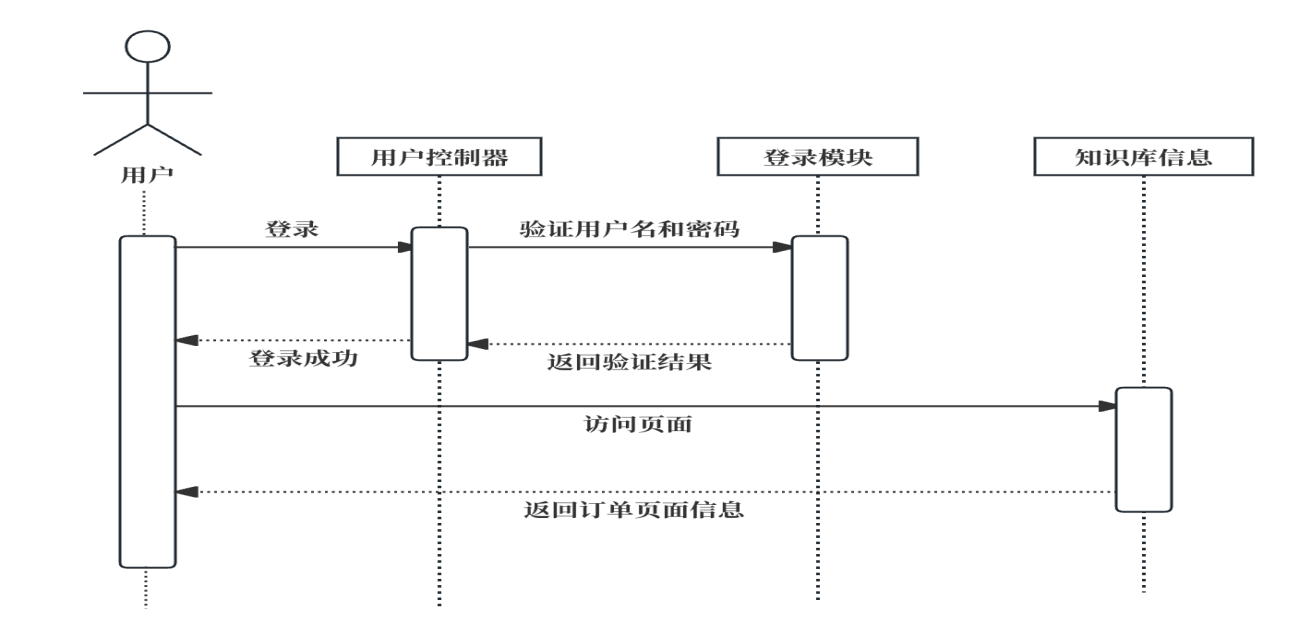 用户
用户控制器
登录模块
知识库信息
登录
验证用户名和密码
登录成功
返回验证结果
访问页面
返回订单页面信息